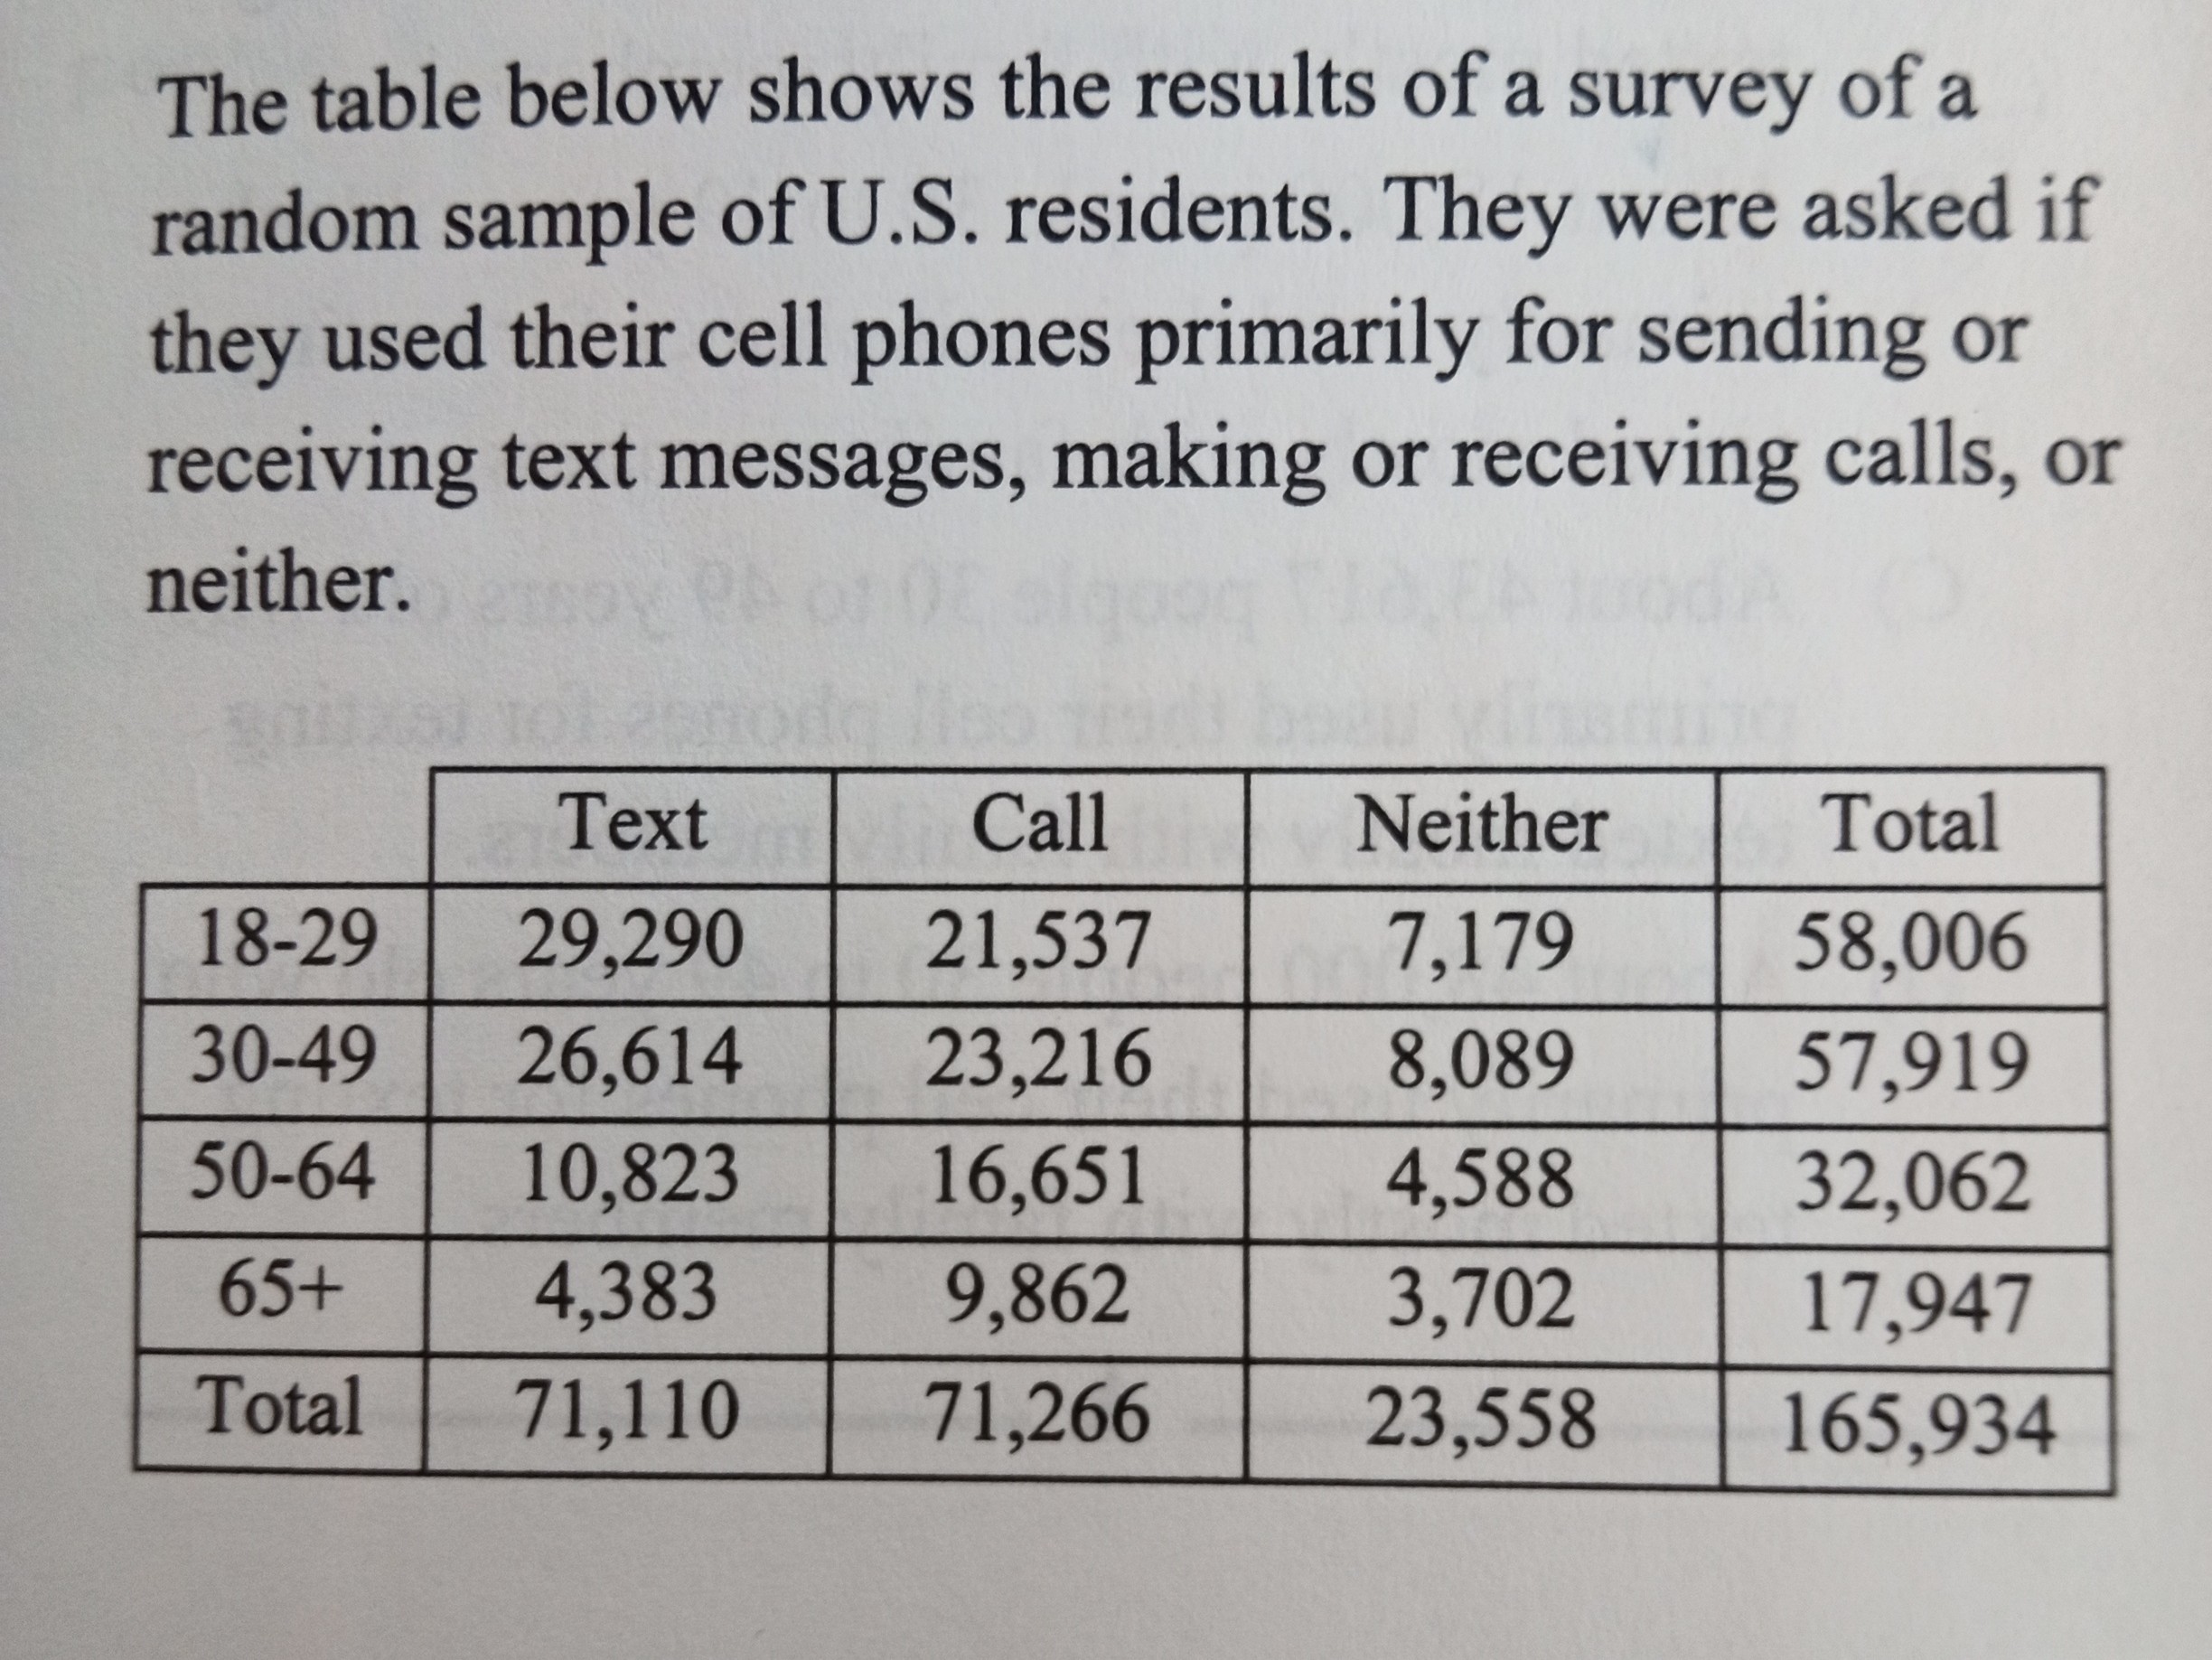 The table below shows the results of a survey of a
random sample of U.S. residents. They were asked if
they used their cell phones primarily for sending or
receiving text messages, making or receiving calls, or
neither.
Text Call Neither Total
18-29 29,290 21,537 7,179 58,006
30-49 26,614 23,216 8,089 57,919
50-64 10,823 16,651 4,588 32,062
65+ 4,383 9,862 3,702 17,947
Total 71,110 71,266 23,558 165,934